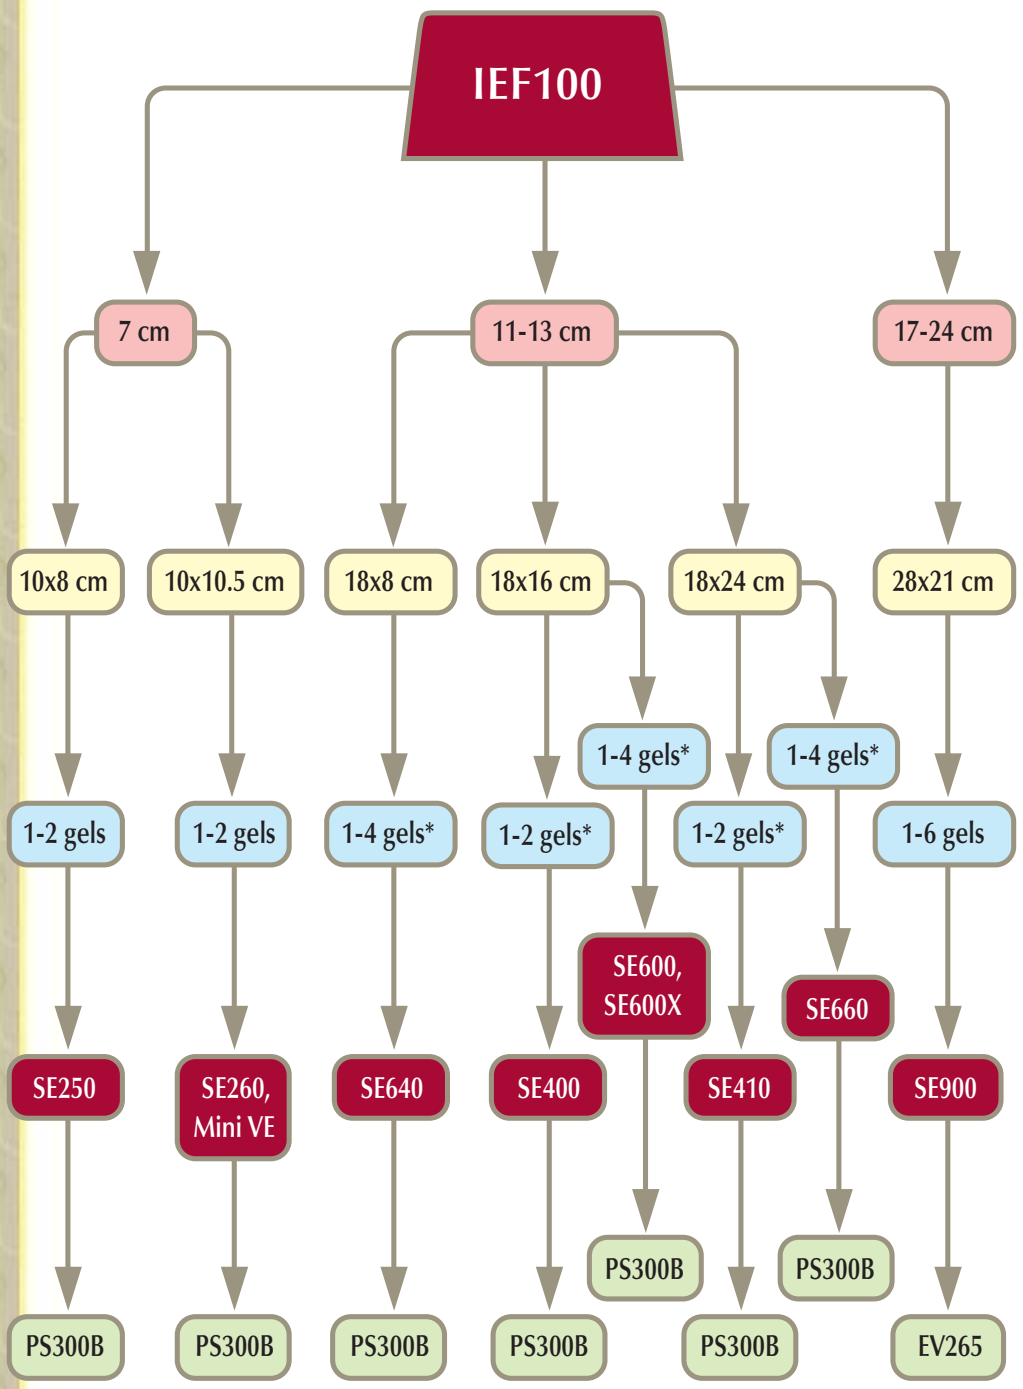 IEF100
7 cm
11-13 cm
17-24 cm
10x8 cm
10x10.5 cm
18x8 cm
18x16 cm
18x24 cm
28x21 cm
1-4 gels*
1-4 gels*
1-2 gels
1-2 gels
1-4 gels*
1-2 gels*
1-2 gels*
1-6 gels
SE600,
SE600X
SE660
SE250
SE260,
Mini VE
SE640
SE400
SE410
SE900
PS300B
PS300B
PS300B
PS300B
PS300B
PS300B
PS300B
EV265